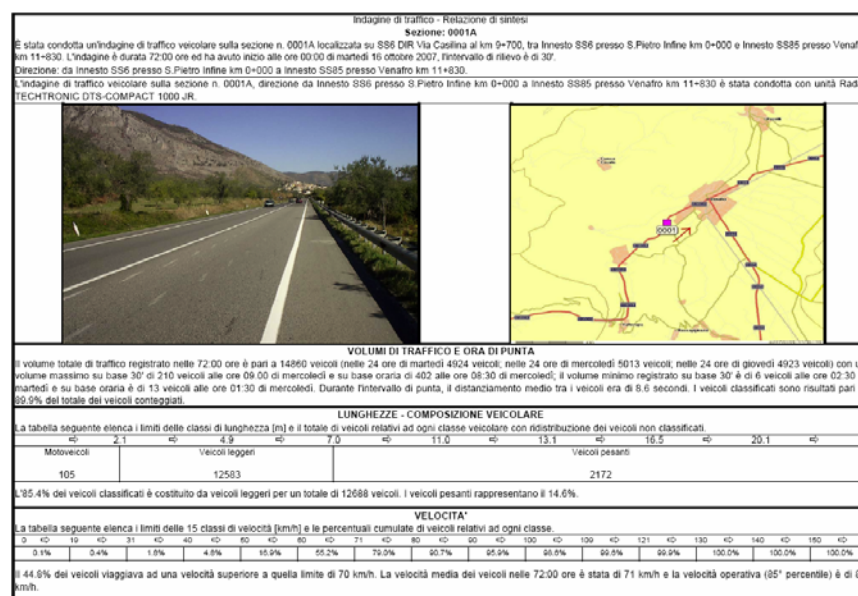 Indagine di traffico - Relazione di sintesi
Sezione: 0001A
È stata condotta un'indagine di traffico veicolare sulla sezione n. 0001A localizzata su SS6 DIR Via Casilina al km 9+700, tra Innesto SS6 presso S.Pietro Infine km 0+000 e Innesto SS85 presso Venafr
km 11+830. L'indagine è durata 72:00 ore ed ha avuto inizio alle ore 00:00 di martedì 16 ottobre 2007, l'intervallo di rilievo è di 30'.
Direzione: da Innesto SS6 presso S.Pietro Infine km 0+000 a Innesto SS85 presso Venafro km 11+830.
L'indagine di traffico veicolare sulla sezione n. 0001A, direzione da Innesto SS6 presso S.Pietro Infine km 0+000 a Innesto SS85 presso Venafro km 11+830 è stata condotta con unità Rad
TECHTRONIC DTS-COMPACT 1000 JR.
0001
VOLUMI DI TRAFFICO E ORA DI PUNTA
Il volume totale di traffico registrato nelle 72:00 ore è pari a 14860 veicoli (nelle 24 ore di martedì 4924 veicoli; nelle 24 ore di mercoledì 5013 veicoli; nelle 24 ore di giovedì 4923 veicoli) con u
volume massimo su base 30' di 210 veicoli alle ore 09:00 di mercoledì e su base oraria di 402 alle ore 08:30 di mercoledì; il volume minimo registrato su base 30' è di 6 veicoli alle ore 02:30
martedì e su base oraria è di 13 veicoli alle ore 01:30 di mercoledì. Durante l'intervallo di punta, il distanziamento medio tra i veicoli era di 8.6 secondi. I veicoli classificati sono risultati pari
89.9% del totale dei veicoli conteggiati.
LUNGHEZZE - COMPOSIZIONE VEICOLARE
La tabella seguente elenca i limiti delle classi di lunghezza [m] e il totale di veicoli relativi ad ogni classe veicolare con ridistribuzione dei veicoli non classificati.
⇨ 2.1 ⇨ 4.9 ⇨ 7.0 ⇨ 11.0 ⇨ 13.1 ⇨ 16.5 ⇨ 20.1 ⇨
Motoveicoli Veicoli leggeri Veicoli pesanti
105 12583 2172
L'85.4% dei veicoli classificati è costituito da veicoli leggeri per un totale di 12688 veicoli. I veicoli pesanti rappresentano il 14.6%.
VELOCITA'
La tabella seguente elenca i limiti delle 15 classi di velocità [km/h] e le percentuali cumulate di veicoli relativi ad ogni classe.
0 19 31 40 50 60 71 80 90 100 109 121 130 140 150
0.1% 0.4% 1.8% 4.8% 16.9% 55.2% 79.0% 90.7% 95.9% 98.6% 99.6% 99.9% 100.0% 100.0% 100.0%
Il 44.8% dei veicoli viaggiava ad una velocità superiore a quella limite di 70 km/h. La velocità media dei veicoli nelle 72:00 ore è stata di 71 km/h e la velocità operativa (85° percentile) è di
km/h.